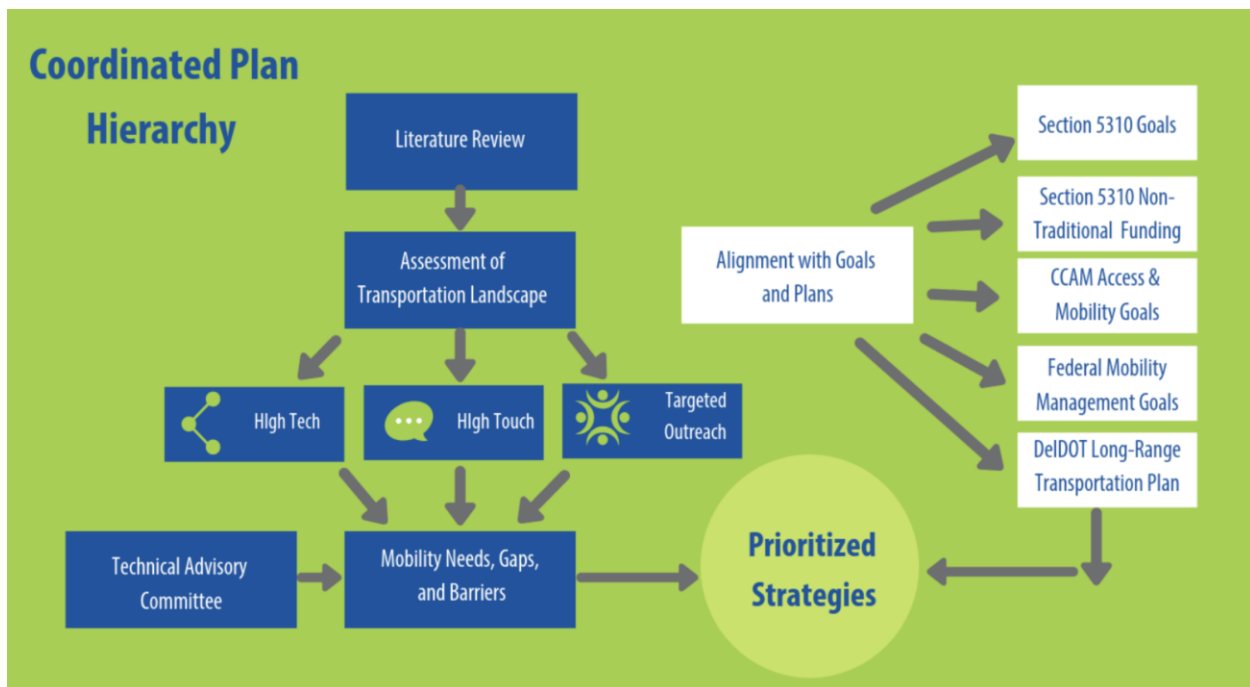 Coordinated Plan
Hierarchy
Literature Review
Assessment of
Transportation Landscape
HIgh Tech
HIgh Touch
Targeted
Outreach
Technical Advisory
Committee
Mobility Needs, Gaps,
and Barriers
Prioritized
Strategies
Alignment with Goals
and Plans
Section 5310 Goals
Section 5310 Non-
Traditional Funding
CCAM Access &
Mobility Goals
Federal Mobility
Management Goals
DelDOT Long-Range
Transportation Plan